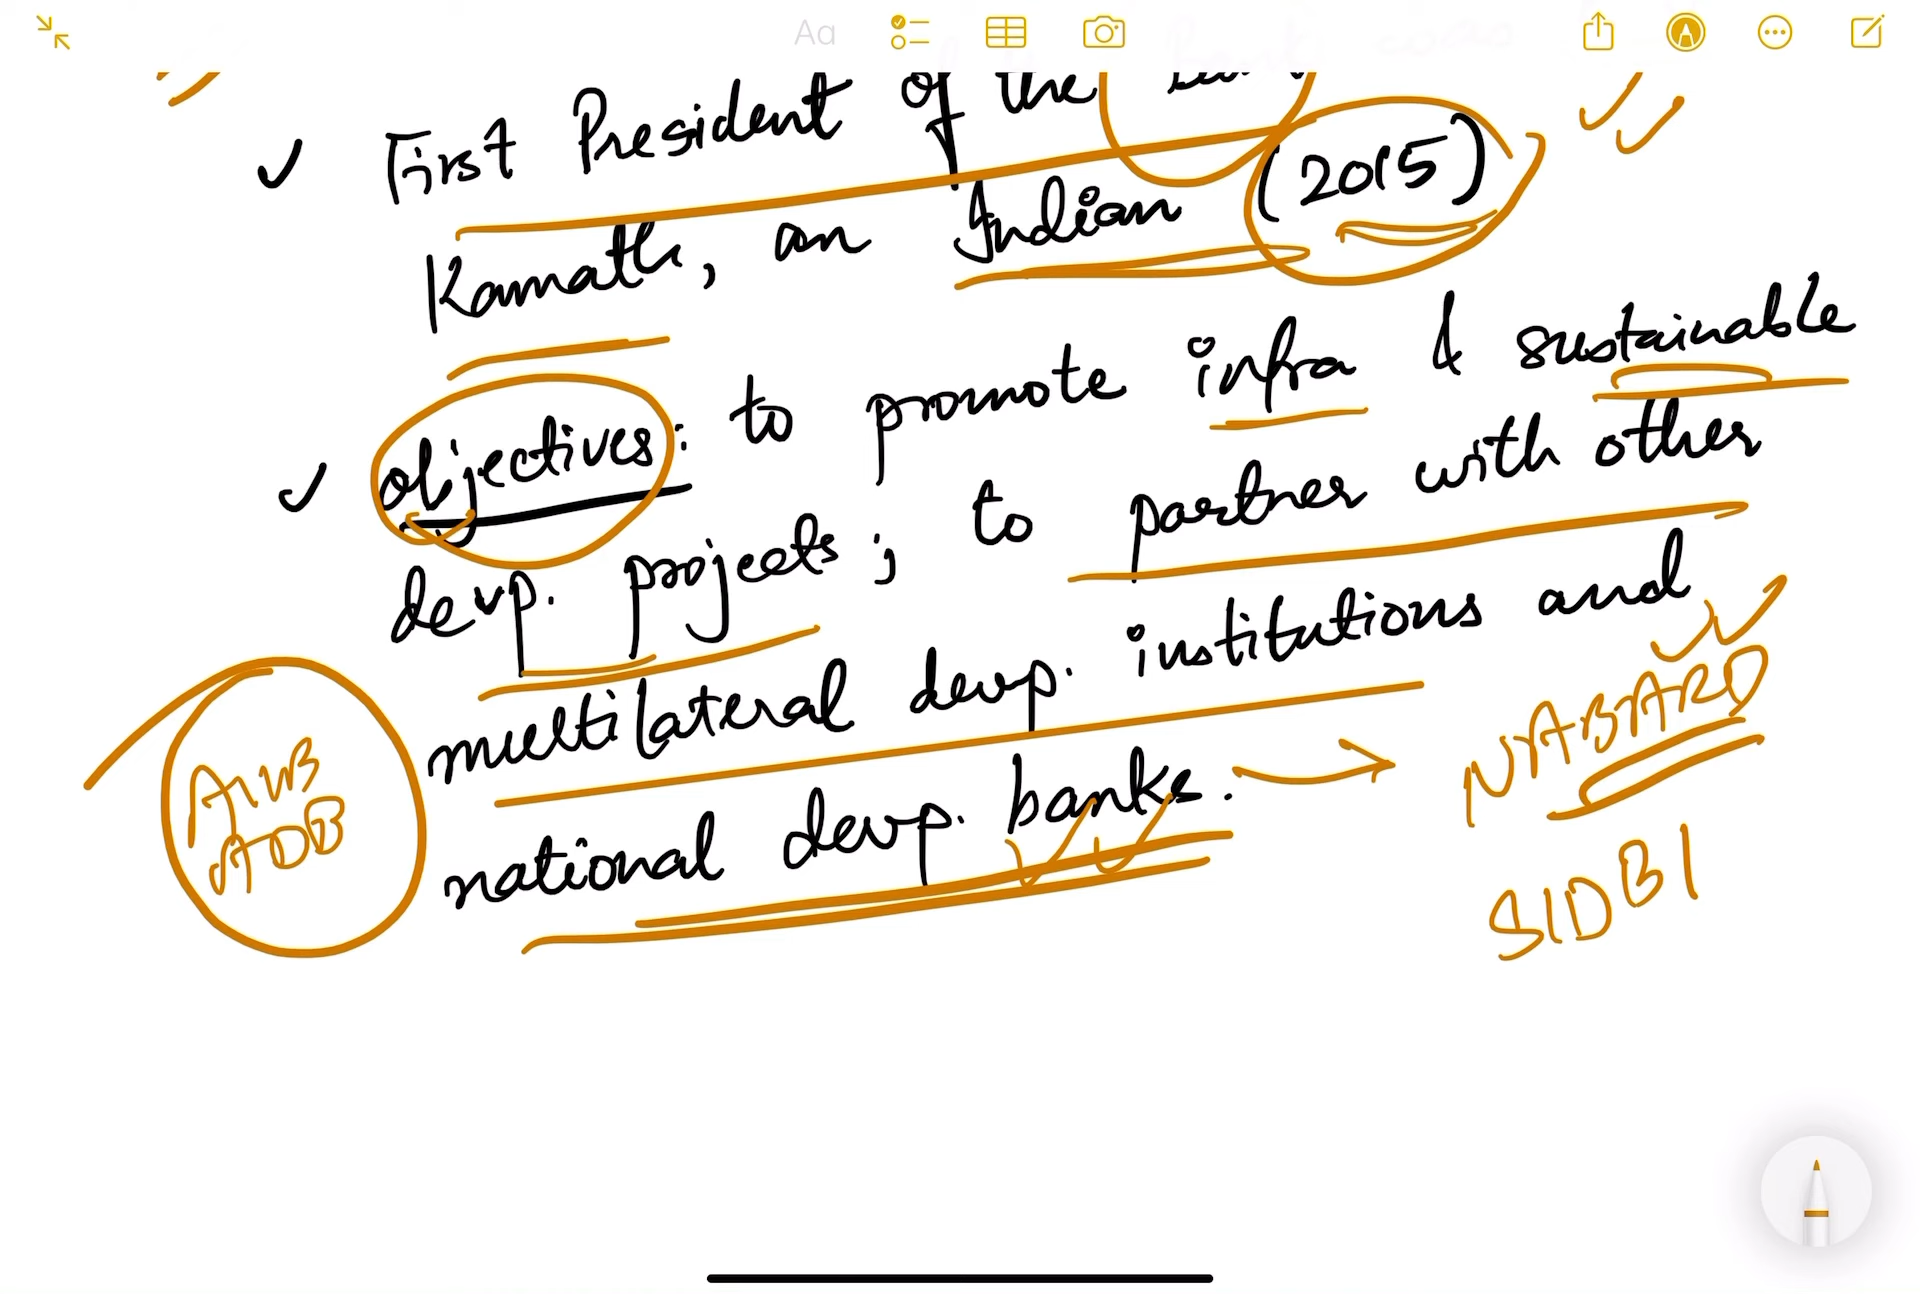 Aa
First President of the
Kamath, an Indian (2015)
objectives: to promote infra & sustainable
devp. projects; to partner with other
multilateral devp. institutions and
national devp. banks. → NABARD
SIDBI
AIIB
ADB